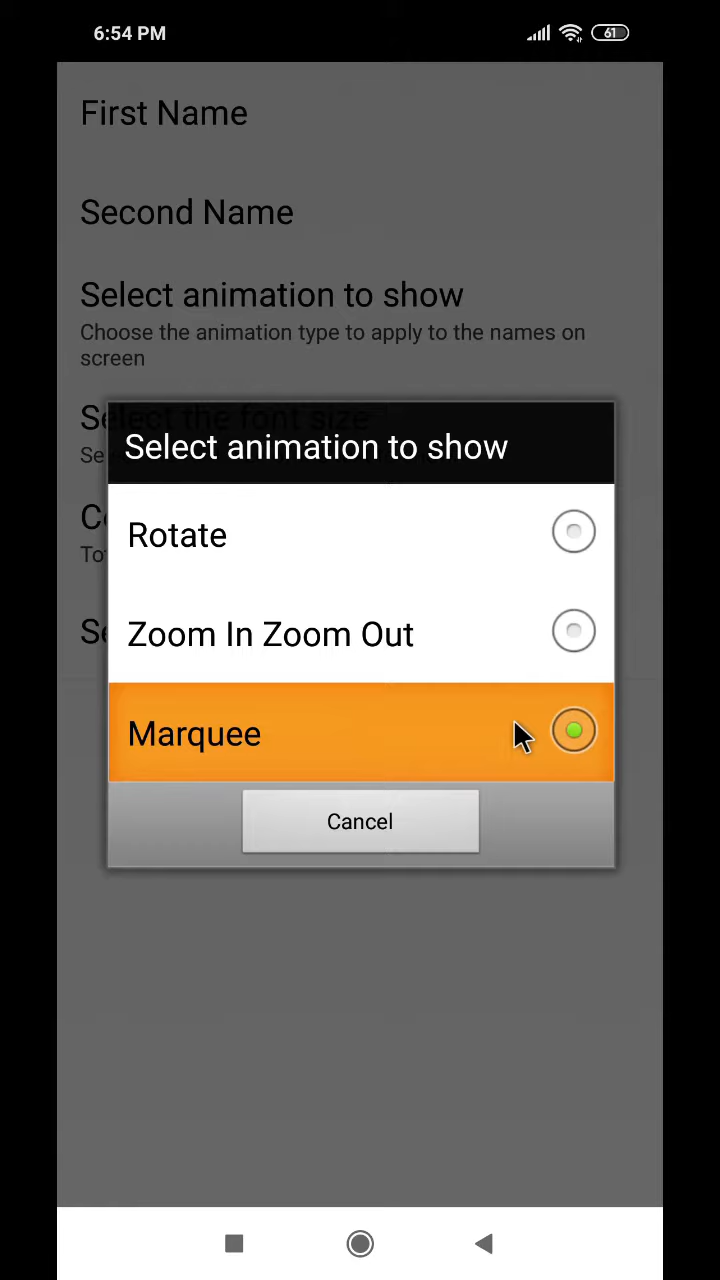 6:54 PM
61
First Name
Second Name
Select animation to show
Choose the animation type to apply to the names on
screen
Select the font size
Se
Select animation to show
Rotate
To
Zoom In Zoom Out
Se
Marquee
Cancel